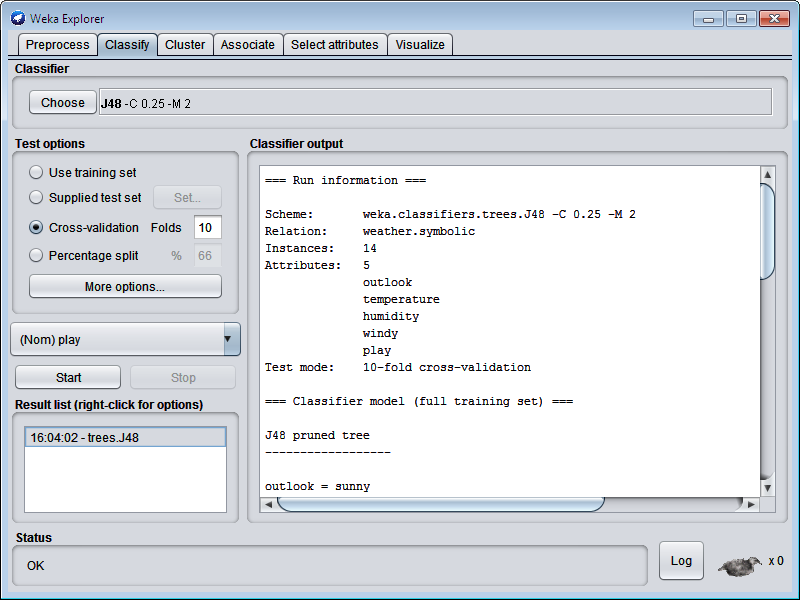 Weka Explorer
Preprocess Classify Cluster Associate Select attributes Visualize
Classifier
Choose J48 -C 0.25 -M 2
Test options
Use training set
Supplied test set Set...
Cross-validation Folds 10
Percentage split % 66
More options...
(Nom) play
Start Stop
Result list (right-click for options)
16:04:02 - trees.J48
Classifier output
=== Run information ===
Scheme: weka.classifiers.trees.J48 -C 0.25 -M 2
Relation: weather.symbolic
Instances: 14
Attributes: 5
outlook
temperature
humidity
windy
play
Test mode: 10-fold cross-validation
=== Classifier model (full training set) ===
J48 pruned tree
------------------
outlook = sunny
Status
OK
Log x 0